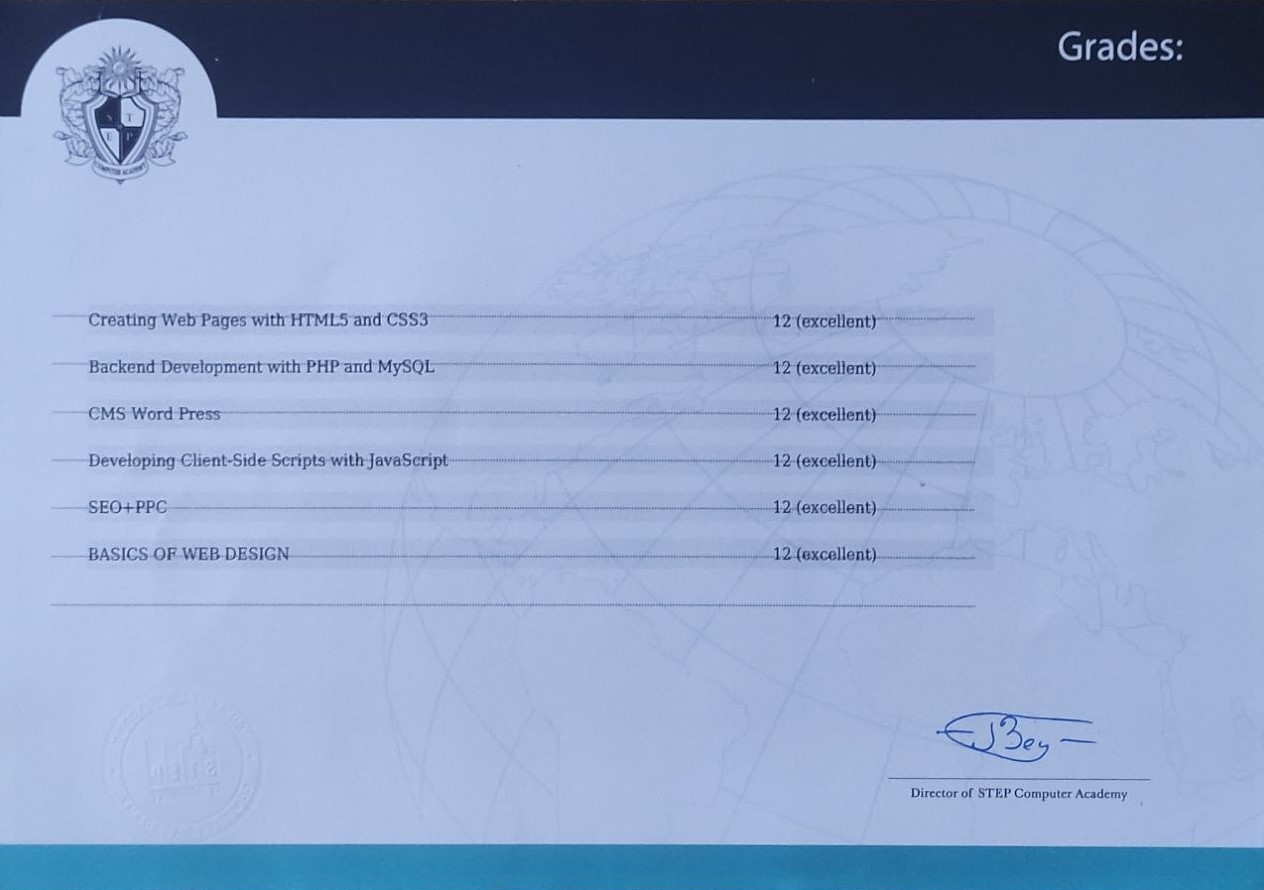 Grades:
S T
E P
COMPUTER ACADEMY
Creating Web Pages with HTML5 and CSS3 12 (excellent)
Backend Development with PHP and MySQL 12 (excellent)
CMS Word Press 12 (excellent)
Developing Client-Side Scripts with JavaScript 12 (excellent)
SEO+PPC 12 (excellent)
BASICS OF WEB DESIGN 12 (excellent)
Director of STEP Computer Academy